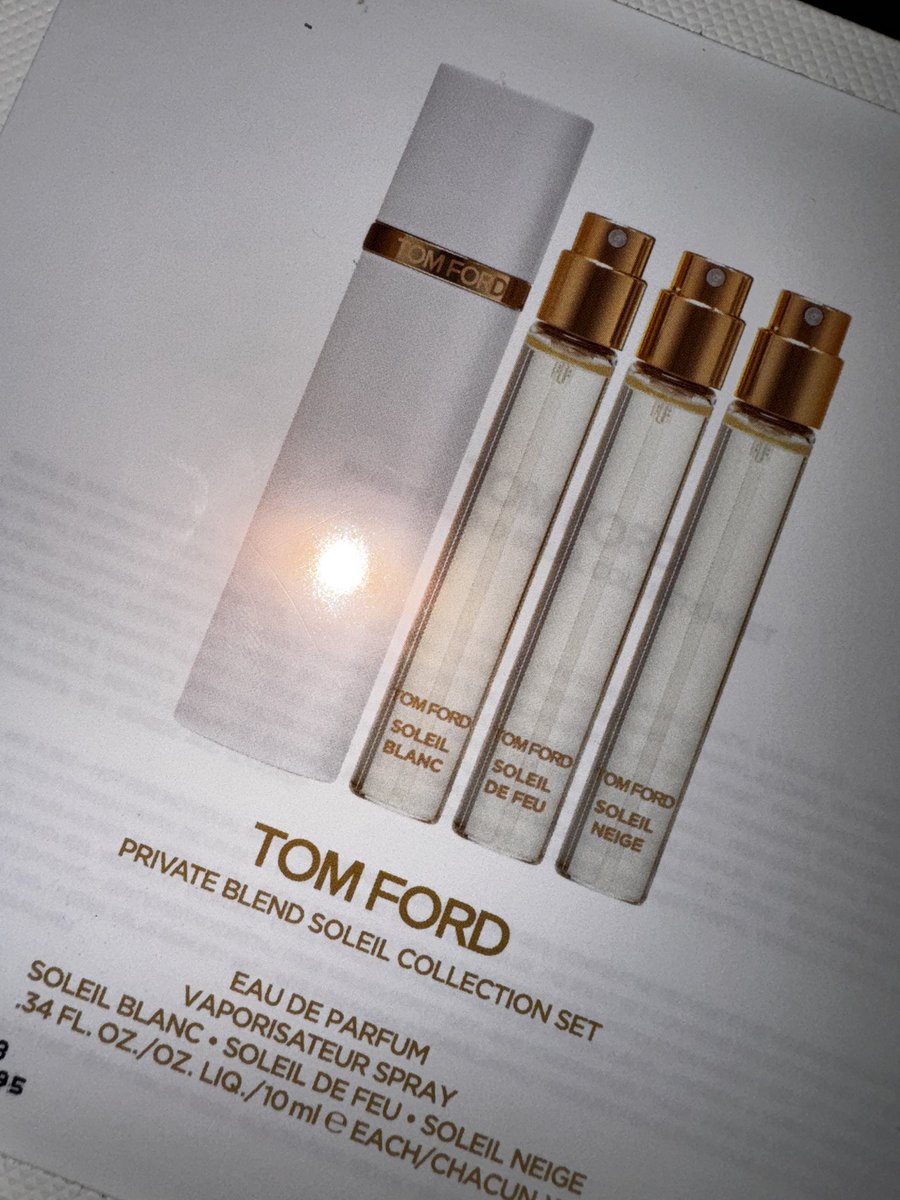 TOM FORD
TOM FORD
SOLEIL
BLANC
TOM FORD
SOLEIL
DE FEU
TOM FORD
SOLEIL
NEIGE
TOM FORD
PRIVATE BLEND SOLEIL COLLECTION SET
EAU DE PARFUM
VAPORISATEUR SPRAY
SOLEIL BLANC • SOLEIL DE FEU • SOLEIL NEIGE
.34 FL. OZ./OZ. LIQ./10 ml ℮ EACH/CHACUN